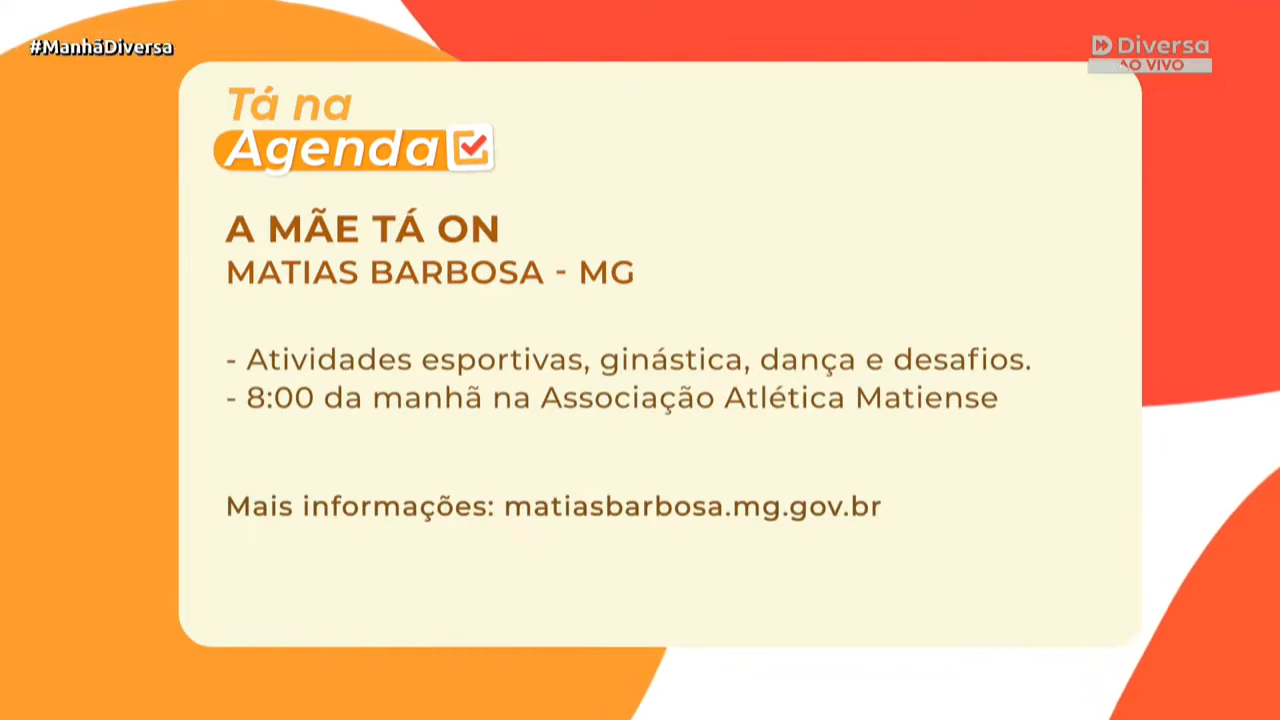 #ManhãDiversa
Diversa
AO VIVO
Tá na
Agenda
A MÃE TÁ ON
MATIAS BARBOSA - MG
- Atividades esportivas, ginástica, dança e desafios.
- 8:00 da manhã na Associação Atlética Matiense
Mais informações: matiasbarbosa.mg.gov.br